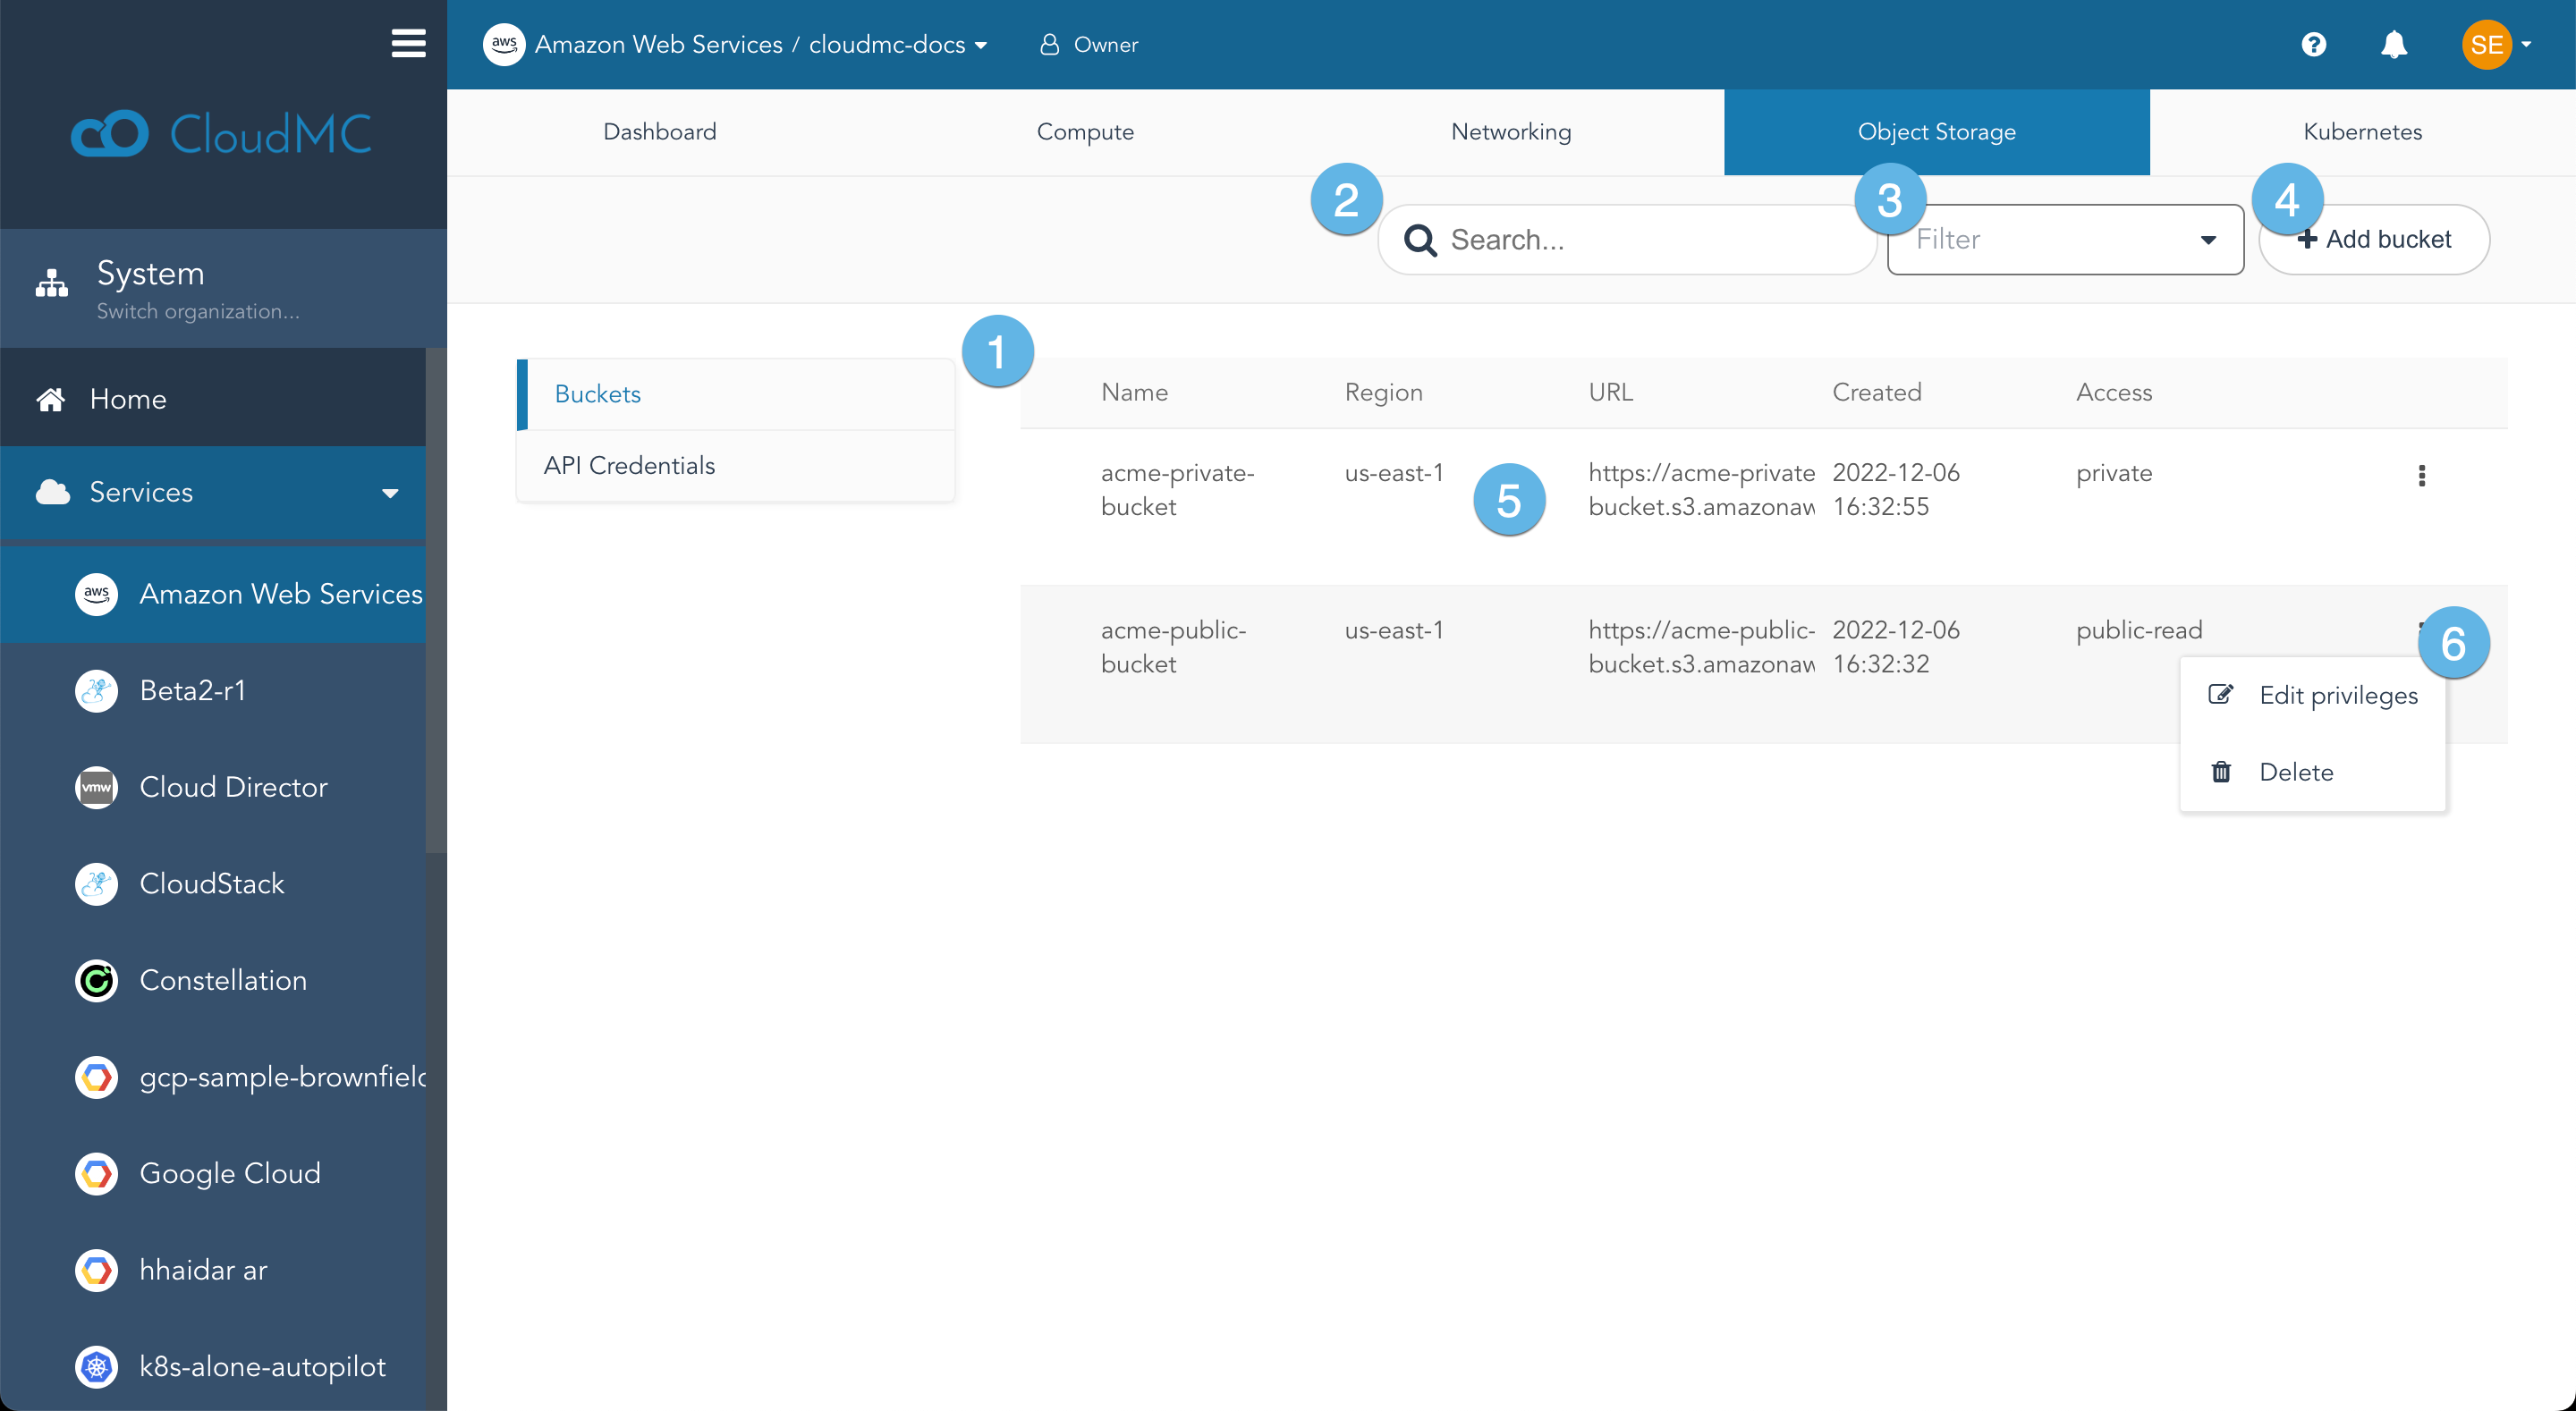 aws Amazon Web Services / cloudmc-docs
Owner
?
SE
CloudMC
System
Switch organization...
Home
Services
aws Amazon Web Services
Beta2-r1
vmw Cloud Director
CloudStack
Constellation
gcp-sample-brownfield
Google Cloud
hhaidar ar
k8s-alone-autopilot
Dashboard
Compute
Networking
Object Storage
Kubernetes
2
Search...
3
Filter
4
+ Add bucket
Buckets
API Credentials
1
Name Region URL Created Access
acme-private- us-east-1 https://acme-private 2022-12-06 private
bucket bucket.s3.amazonaw 16:32:55
5
acme-public- us-east-1 https://acme-public- 2022-12-06 public-read
bucket bucket.s3.amazonaw 16:32:32
6
Edit privileges
Delete